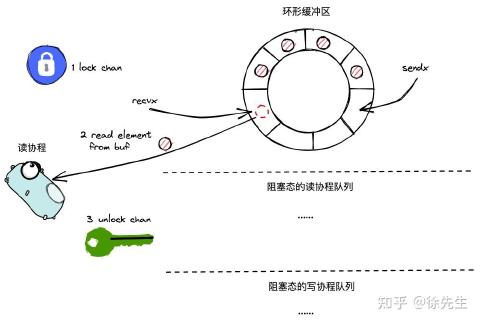 环形缓冲区
1 lock chan
sendx
recvx
2 read element
from buf
读协程
阻塞态的读协程队列
......
3 unlock chan
阻塞态的写协程队列
......
知乎 @徐先生